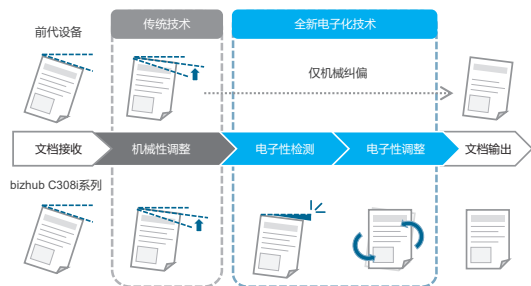 传统技术
全新电子化技术
前代设备
仅机械纠偏
文档接收
机械性调整
电子性检测
电子性调整
文档输出
bizhub C308i系列